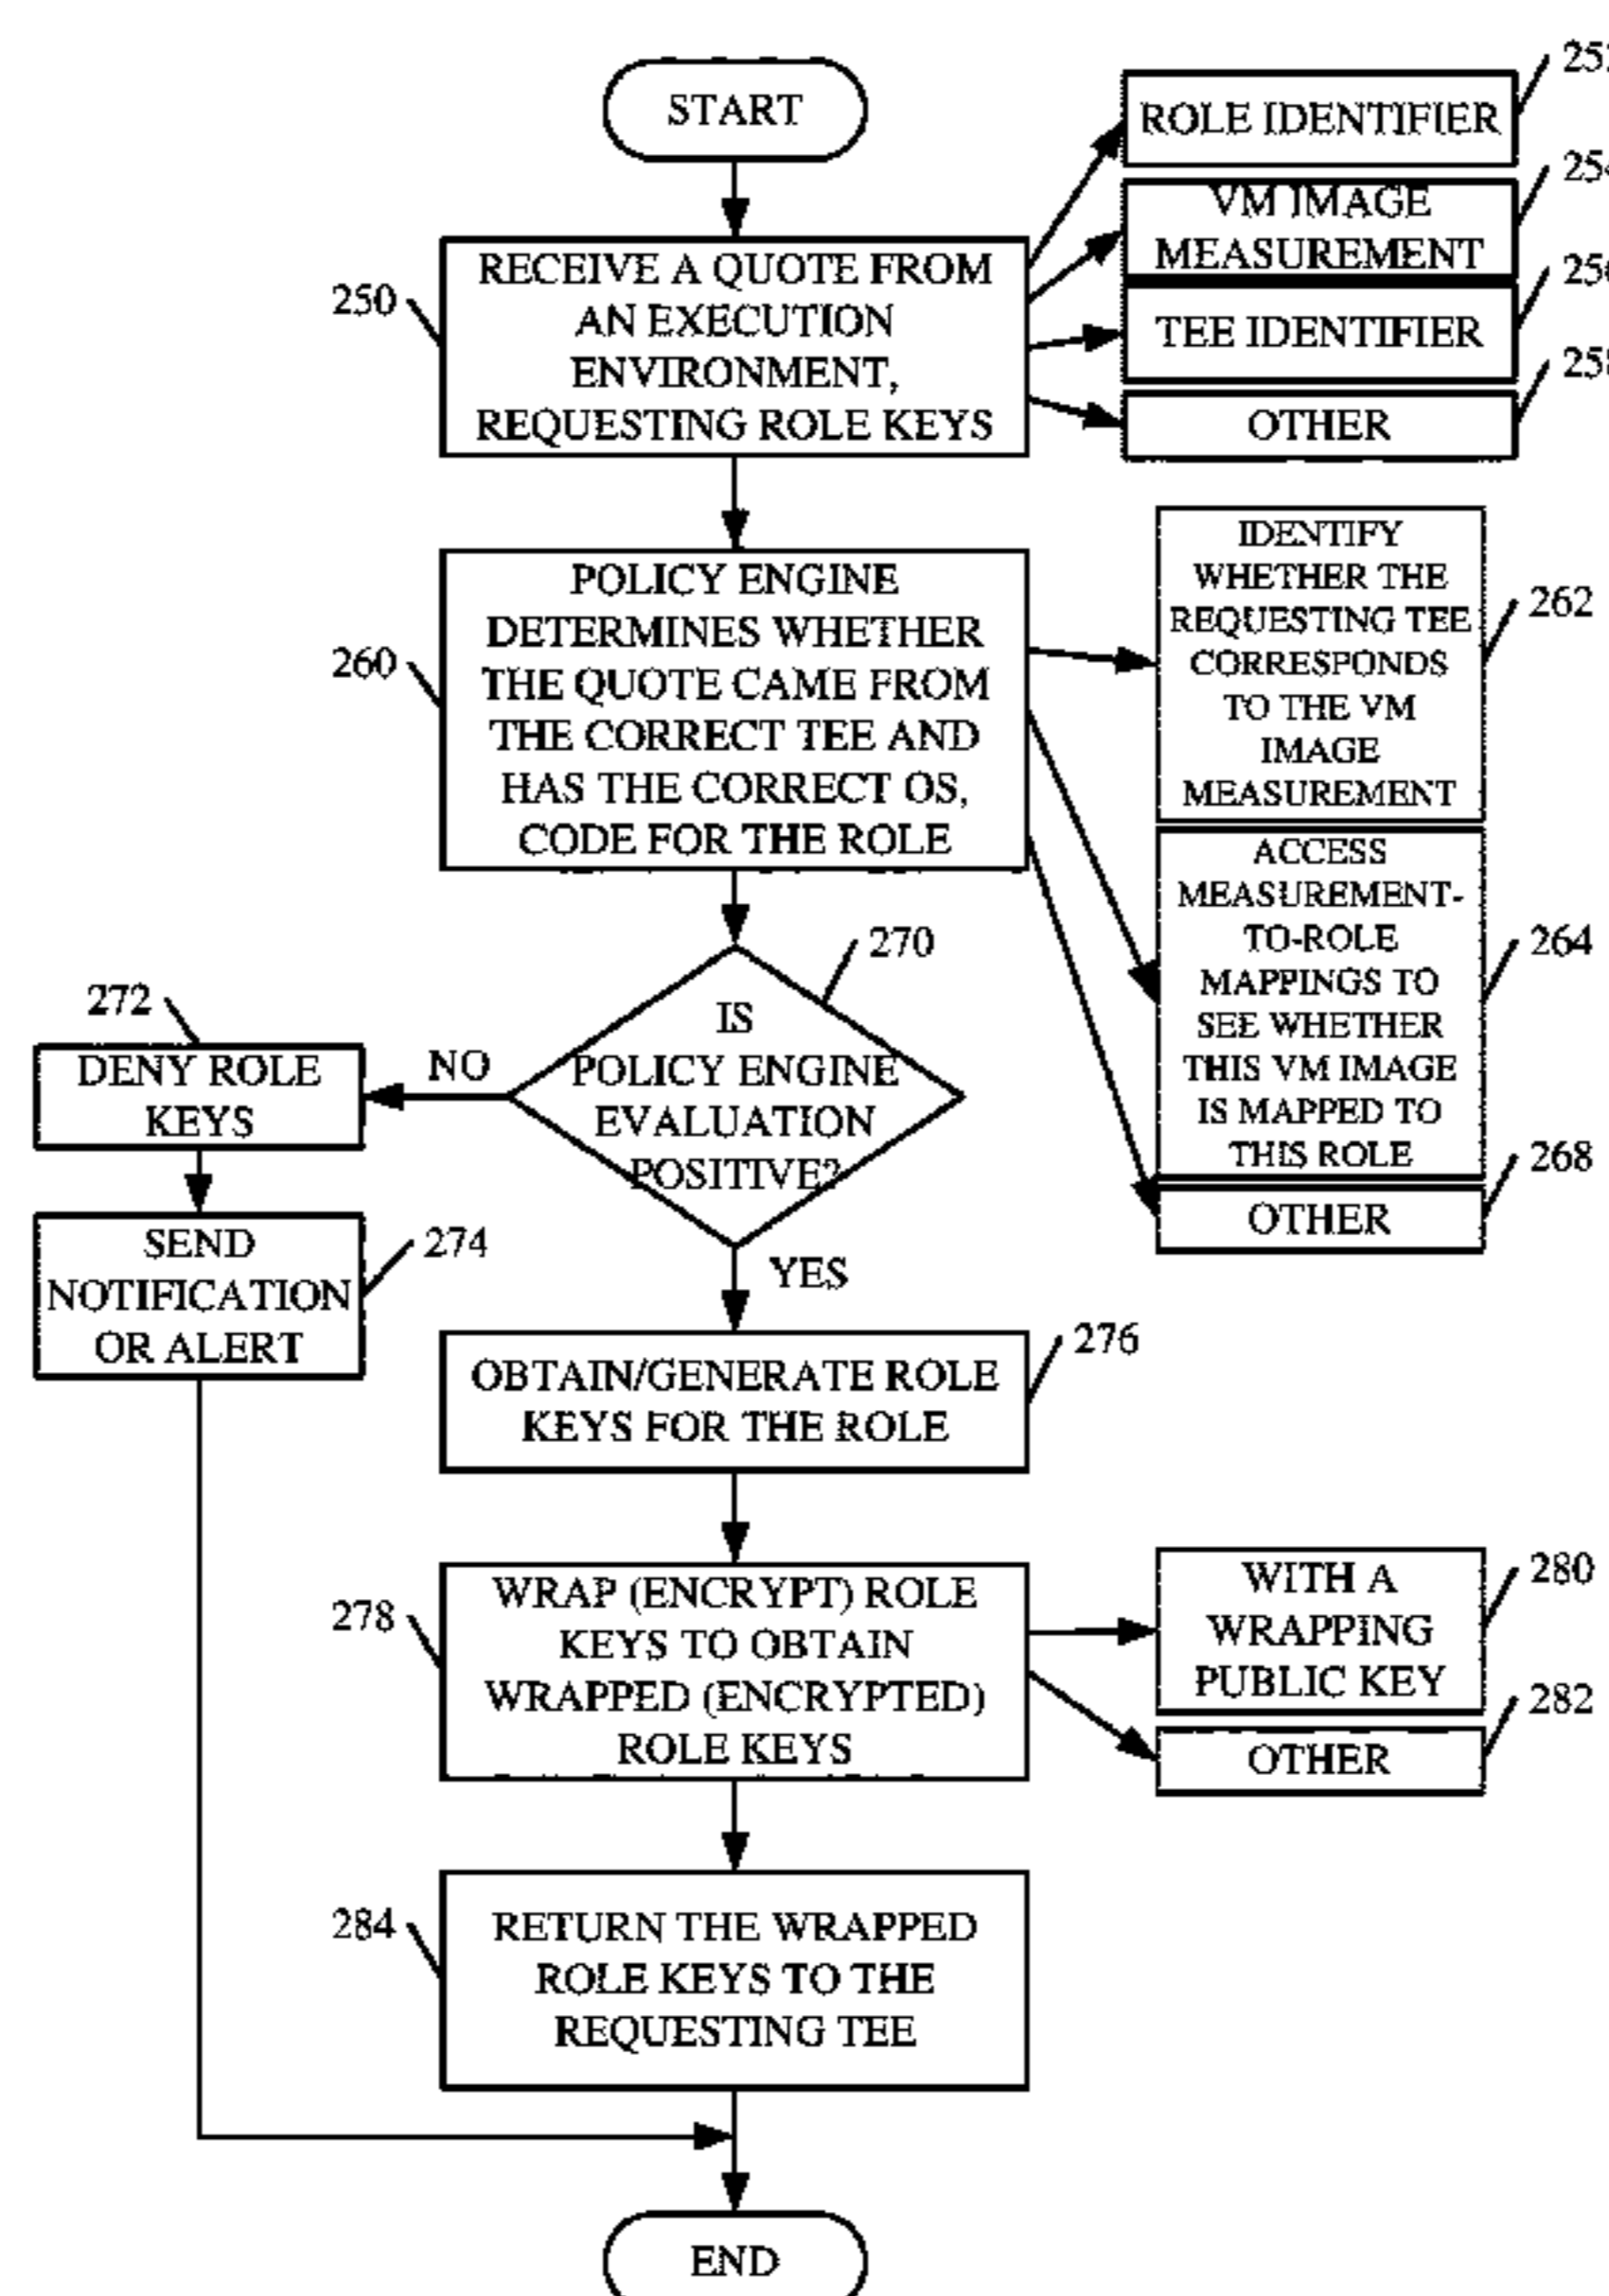 START
ROLE IDENTIFIER
VM IMAGE
MEASUREMENT
254
TEE IDENTIFIER
OTHER
250
RECEIVE A QUOTE FROM
AN EXECUTION
ENVIRONMENT,
REQUESTING ROLE KEYS
260
POLICY ENGINE
DETERMINES WHETHER
THE QUOTE CAME FROM
THE CORRECT TEE AND
HAS THE CORRECT OS,
CODE FOR THE ROLE
IDENTIFY
WHETHER THE
REQUESTING TEE
CORRESPONDS
TO THE VM
IMAGE
MEASUREMENT
262
ACCESS
MEASUREMENT-
TO-ROLE
MAPPINGS TO
SEE WHETHER
THIS VM IMAGE
IS MAPPED TO
THIS ROLE
264
OTHER
268
270
IS
POLICY ENGINE
EVALUATION
POSITIVE?
NO
272
DENY ROLE
KEYS
SEND
NOTIFICATION
OR ALERT
274
YES
OBTAIN/GENERATE ROLE
KEYS FOR THE ROLE
276
278
WRAP (ENCRYPT) ROLE
KEYS TO OBTAIN
WRAPPED (ENCRYPTED)
ROLE KEYS
WITH A
WRAPPING
PUBLIC KEY
280
OTHER
282
284
RETURN THE WRAPPED
ROLE KEYS TO THE
REQUESTING TEE
END